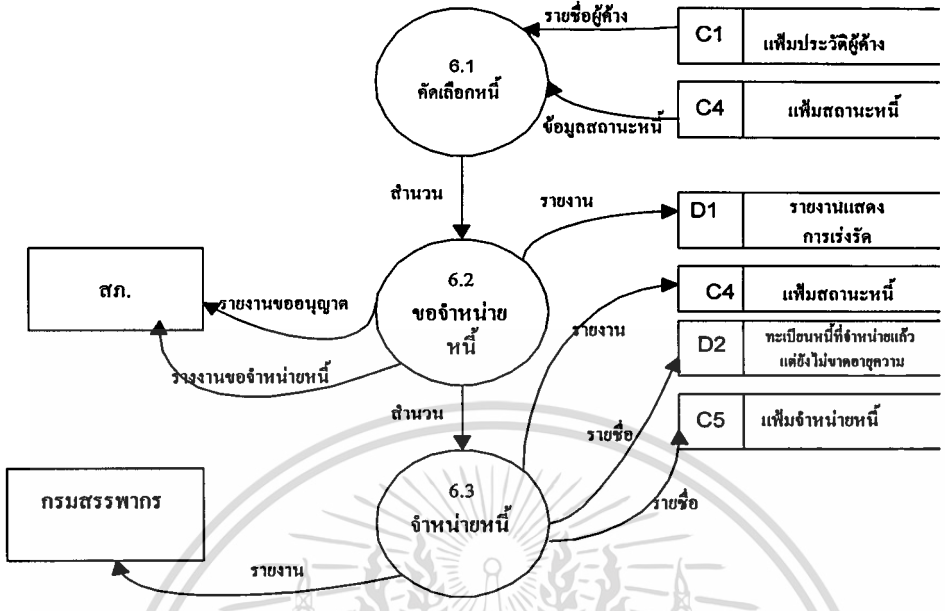 รายชื่อผู้ค้าง
C1
แฟ้มประวัติผู้ค้าง
6.1
คัดเลือกหนี้
C4
แฟ้มสถานะหนี้
ข้อมูลสถานะหนี้
สำนวน
รายงาน
D1
รายงานแสดง
การเร่งรัด
สภ.
6.2
ขอจำหน่าย
หนี้
รายงานขออนุญาต
C4
แฟ้มสถานะหนี้
รายงาน
D2
ทะเบียนหนี้ที่จำหน่ายแล้ว
แต่ยังไม่ขาดอายุความ
รางงานขอจำหน่ายหนี้
สำนวน
รายชื่อ
C5
แฟ้มจำหน่ายหนี้
กรมสรรพากร
6.3
จำหน่ายหนี้
รายชื่อ
รายงาน